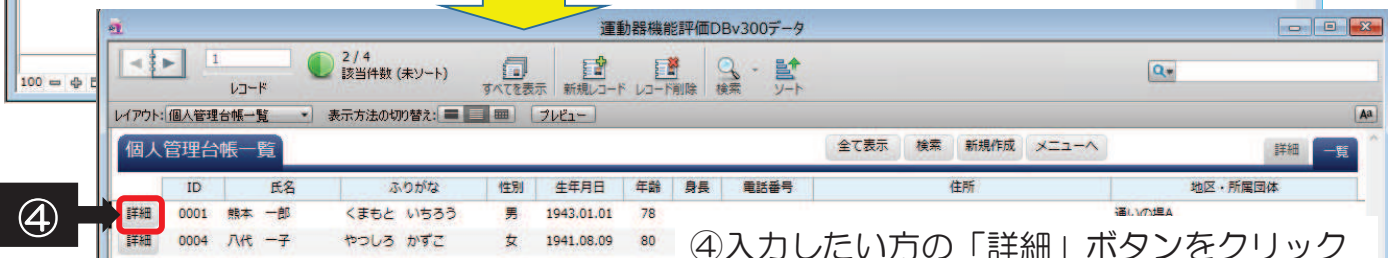 運動器機能評価DBv300データ
1
レコード
2 / 4
該当件数 (未ソート)
すべてを表示 新規レコード レコード削除 検索 ソート
100
レイアウト: 個人管理台帳一覧 表示方法の切り替え: プレビュー Aa
個人管理台帳一覧 全て表示 検索 新規作成 メニューへ 詳細 一覧
ID 氏名 ふりがな 性別 生年月日 年齢 身長 電話番号 住所 地区・所属団体
④ 詳細 0001 熊本 一郎 くまもと いちろう 男 1943.01.01 78 通いの場A
詳細 0004 八代 一子 やつしろ かずこ 女 1941.08.09 80
④入力したい方の「詳細」ボタンをクリック